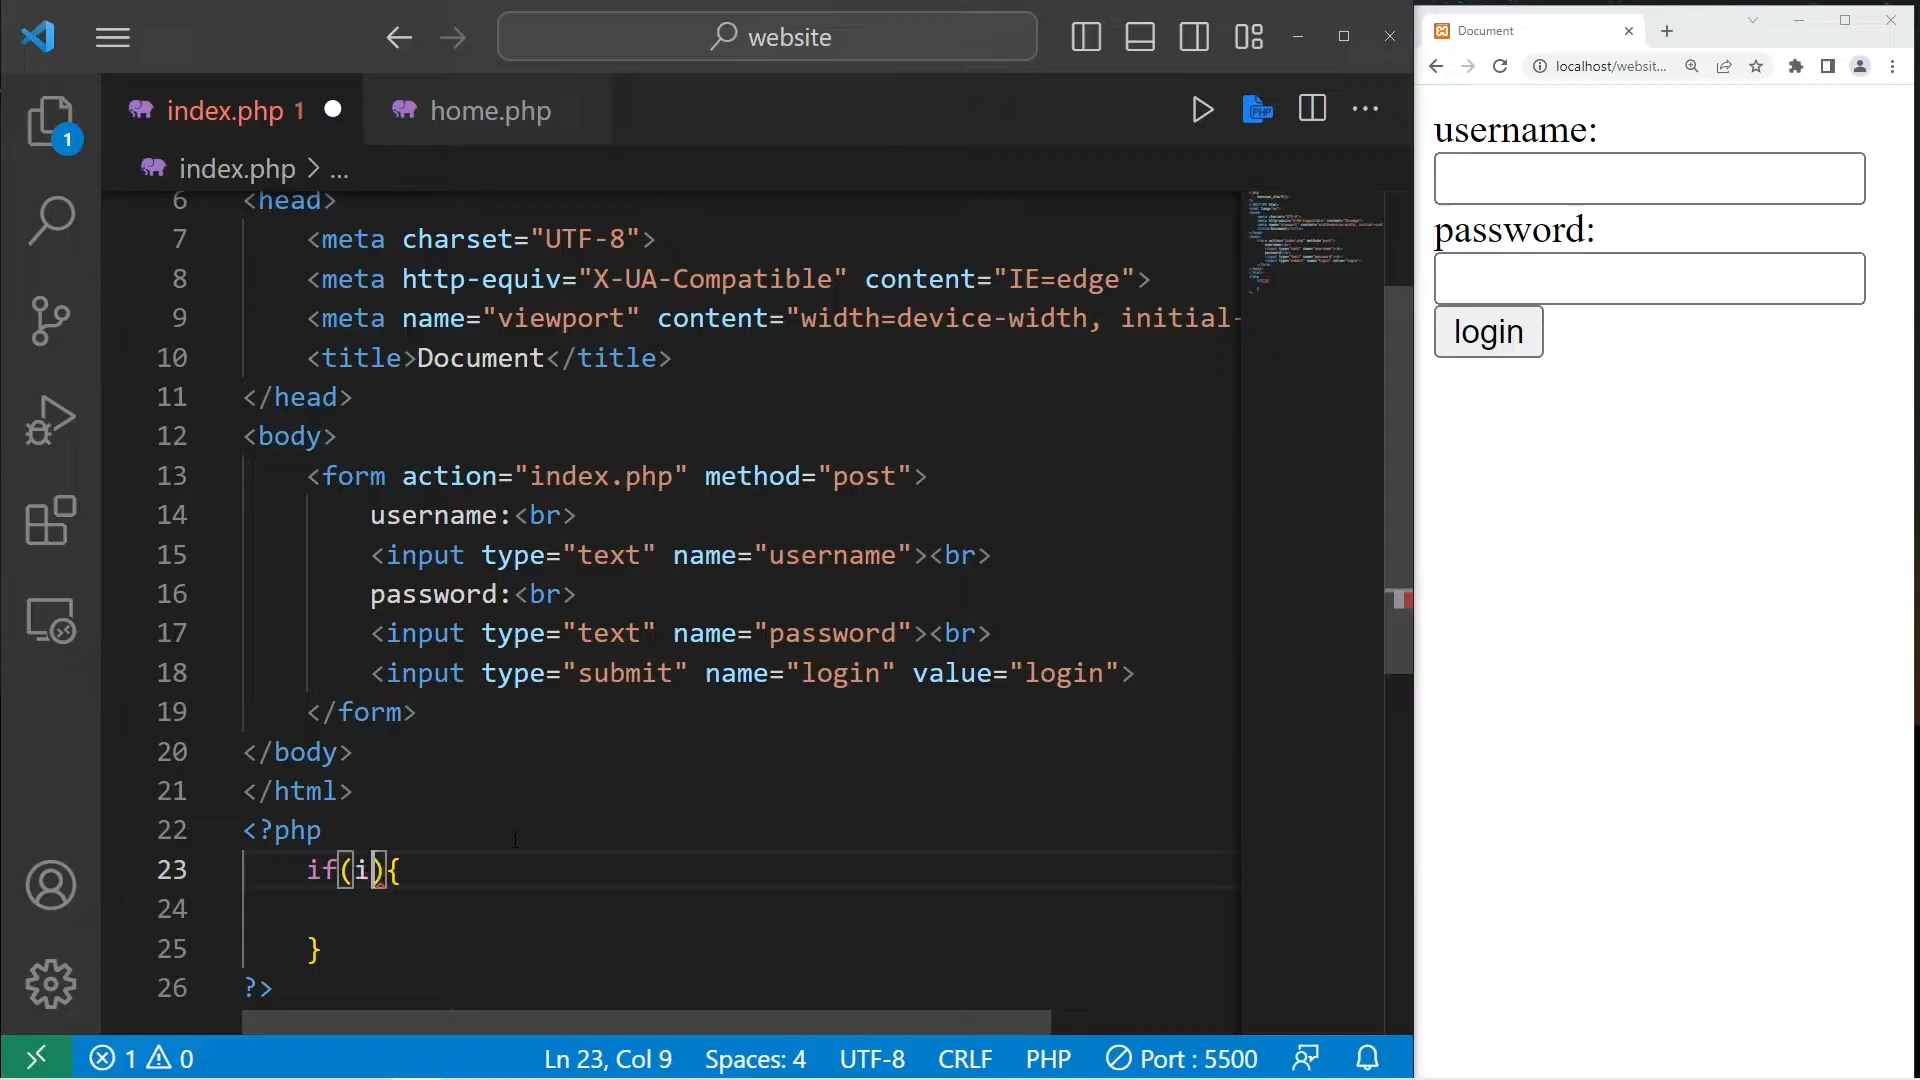 website
index.php 1
home.php
index.php > ...
6 <head>
7 <meta charset="UTF-8">
8 <meta http-equiv="X-UA-Compatible" content="IE=edge">
9 <meta name="viewport" content="width=device-width, initial-
10 <title>Document</title>
11 </head>
12 <body>
13 <form action="index.php" method="post">
14 username:<br>
15 <input type="text" name="username"><br>
16 password:<br>
17 <input type="text" name="password"><br>
18 <input type="submit" name="login" value="login">
19 </form>
20 </body>
21 </html>
22 <?php
23 if(i){
24
25 }
26 ?>
1
PHP
1 0
Ln 23, Col 9
Spaces: 4
UTF-8
CRLF
PHP
Port : 5500
Document
localhost/websit...
username:
password:
login